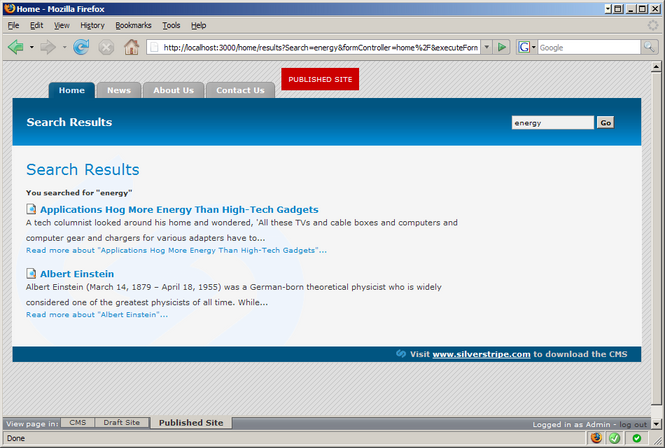 Home - Mozilla Firefox
File Edit View History Bookmarks Tools Help
http://localhost:3000/home/results?Search=energy&formController=home%2F&executeForm
Google
PUBLISHED SITE
Home News About Us Contact Us
Search Results
energy
Go
Search Results
You searched for "energy"
Applications Hog More Energy Than High-Tech Gadgets
A tech columnist looked around his home and wondered, 'All these TVs and cable boxes and computers and
computer gear and chargers for various adapters have to...
Read more about "Applications Hog More Energy Than High-Tech Gadgets"...
Albert Einstein
Albert Einstein (March 14, 1879 – April 18, 1955) was a German-born theoretical physicist who is widely
considered one of the greatest physicists of all time. While...
Read more about "Albert Einstein"...
Visit www.silverstripe.com to download the CMS
View page in: CMS Draft Site Published Site
Logged in as Admin - log out
Done